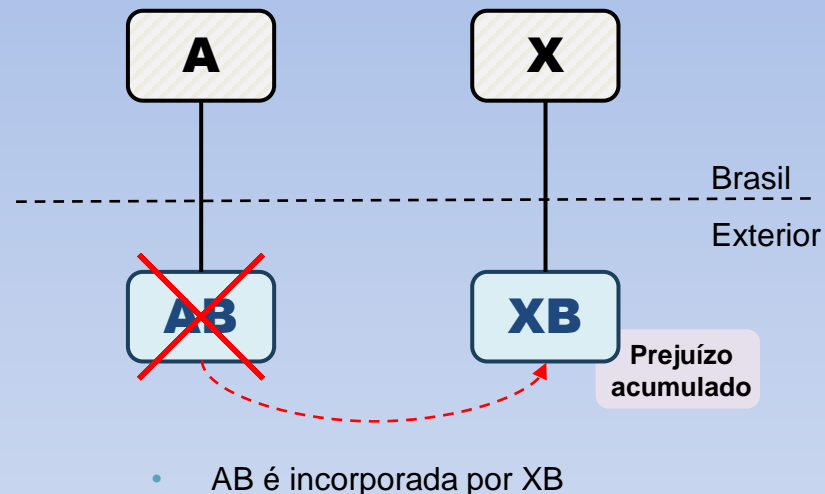 A
X
Brasil
Exterior
AB
XB
Prejuízo
acumulado
• AB é incorporada por XB